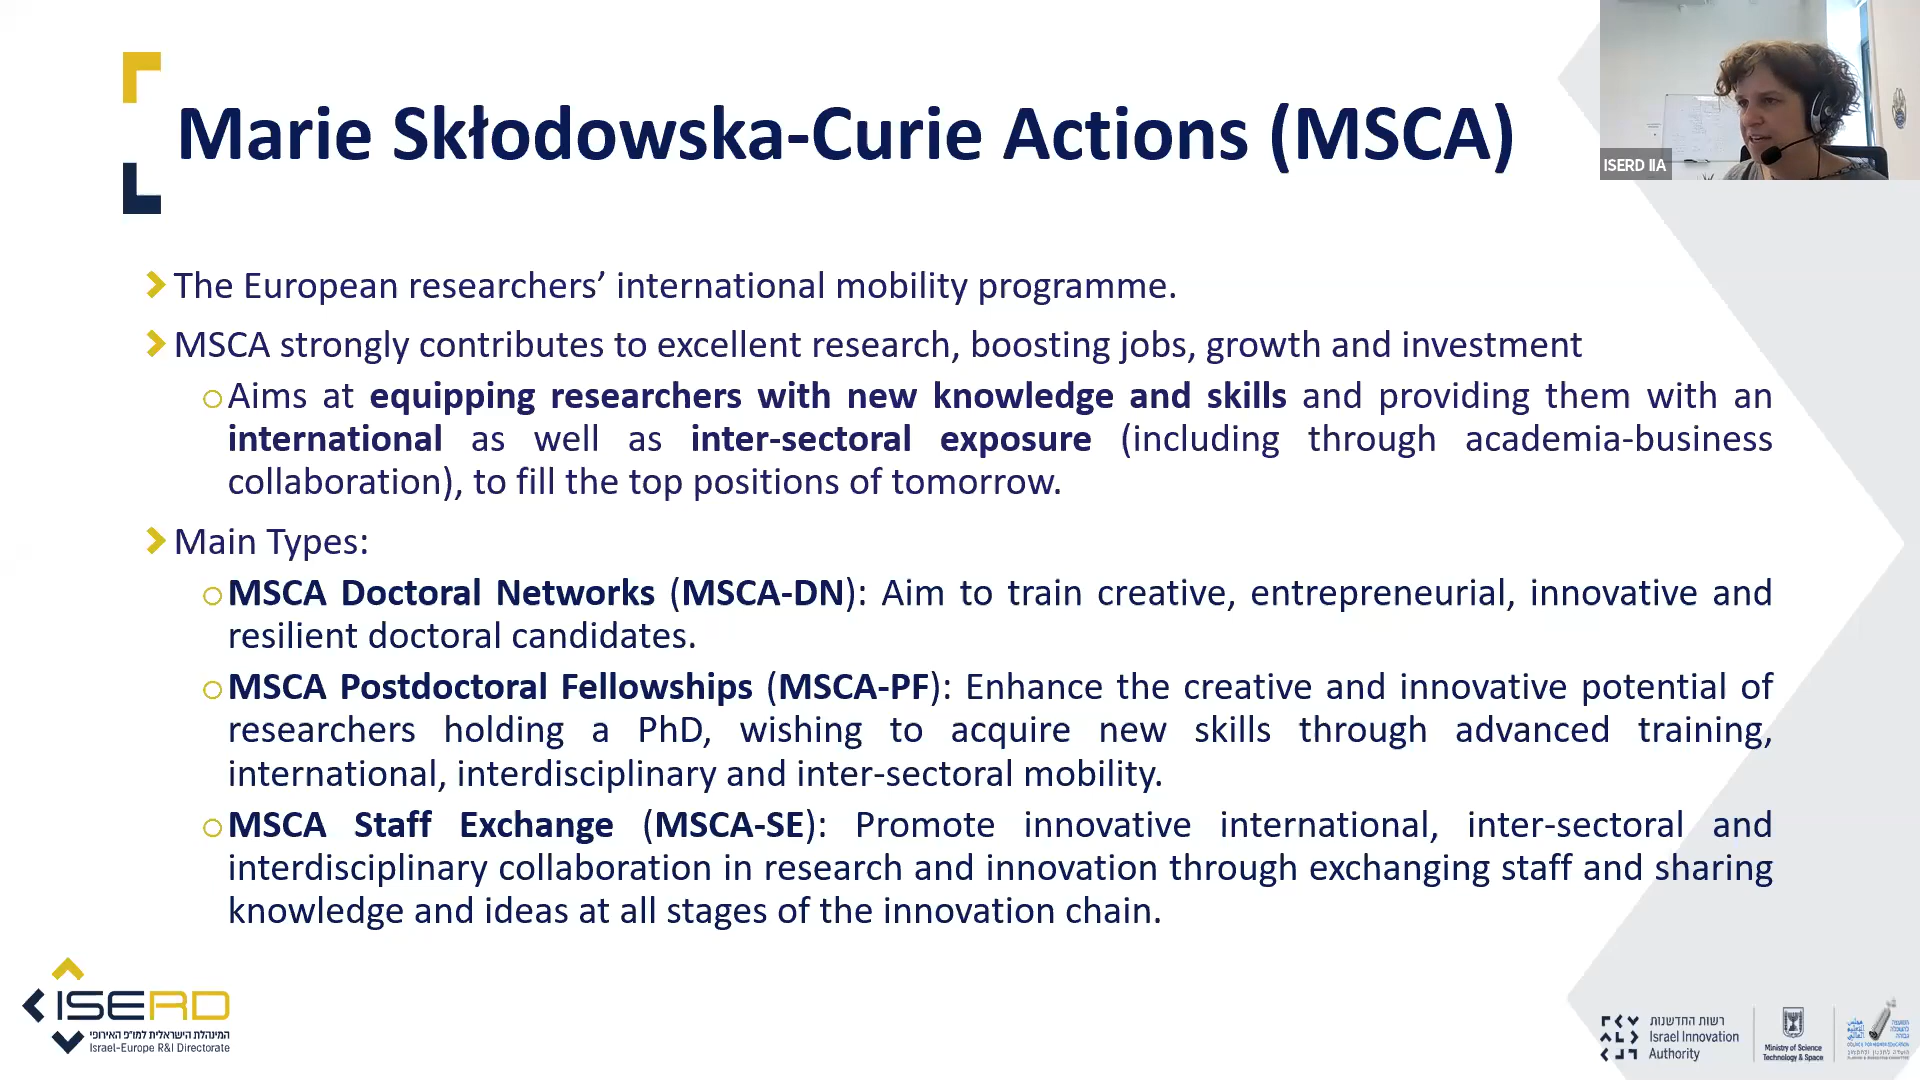 Marie Skłodowska-Curie Actions (MSCA)
ISERD IIA
The European researchers’ international mobility programme.
MSCA strongly contributes to excellent research, boosting jobs, growth and investment
Aims at equipping researchers with new knowledge and skills and providing them with an
international as well as inter-sectoral exposure (including through academia-business
collaboration), to fill the top positions of tomorrow.
Main Types:
MSCA Doctoral Networks (MSCA-DN): Aim to train creative, entrepreneurial, innovative and
resilient doctoral candidates.
MSCA Postdoctoral Fellowships (MSCA-PF): Enhance the creative and innovative potential of
researchers holding a PhD, wishing to acquire new skills through advanced training,
international, interdisciplinary and inter-sectoral mobility.
MSCA Staff Exchange (MSCA-SE): Promote innovative international, inter-sectoral and
interdisciplinary collaboration in research and innovation through exchanging staff and sharing
knowledge and ideas at all stages of the innovation chain.
ISERD
המינהלת הישראלית למו"פ האירופי
Israel-Europe R&I Directorate
רשות החדשנות
Israel Innovation
Authority
Ministry of Science
Technology & Space